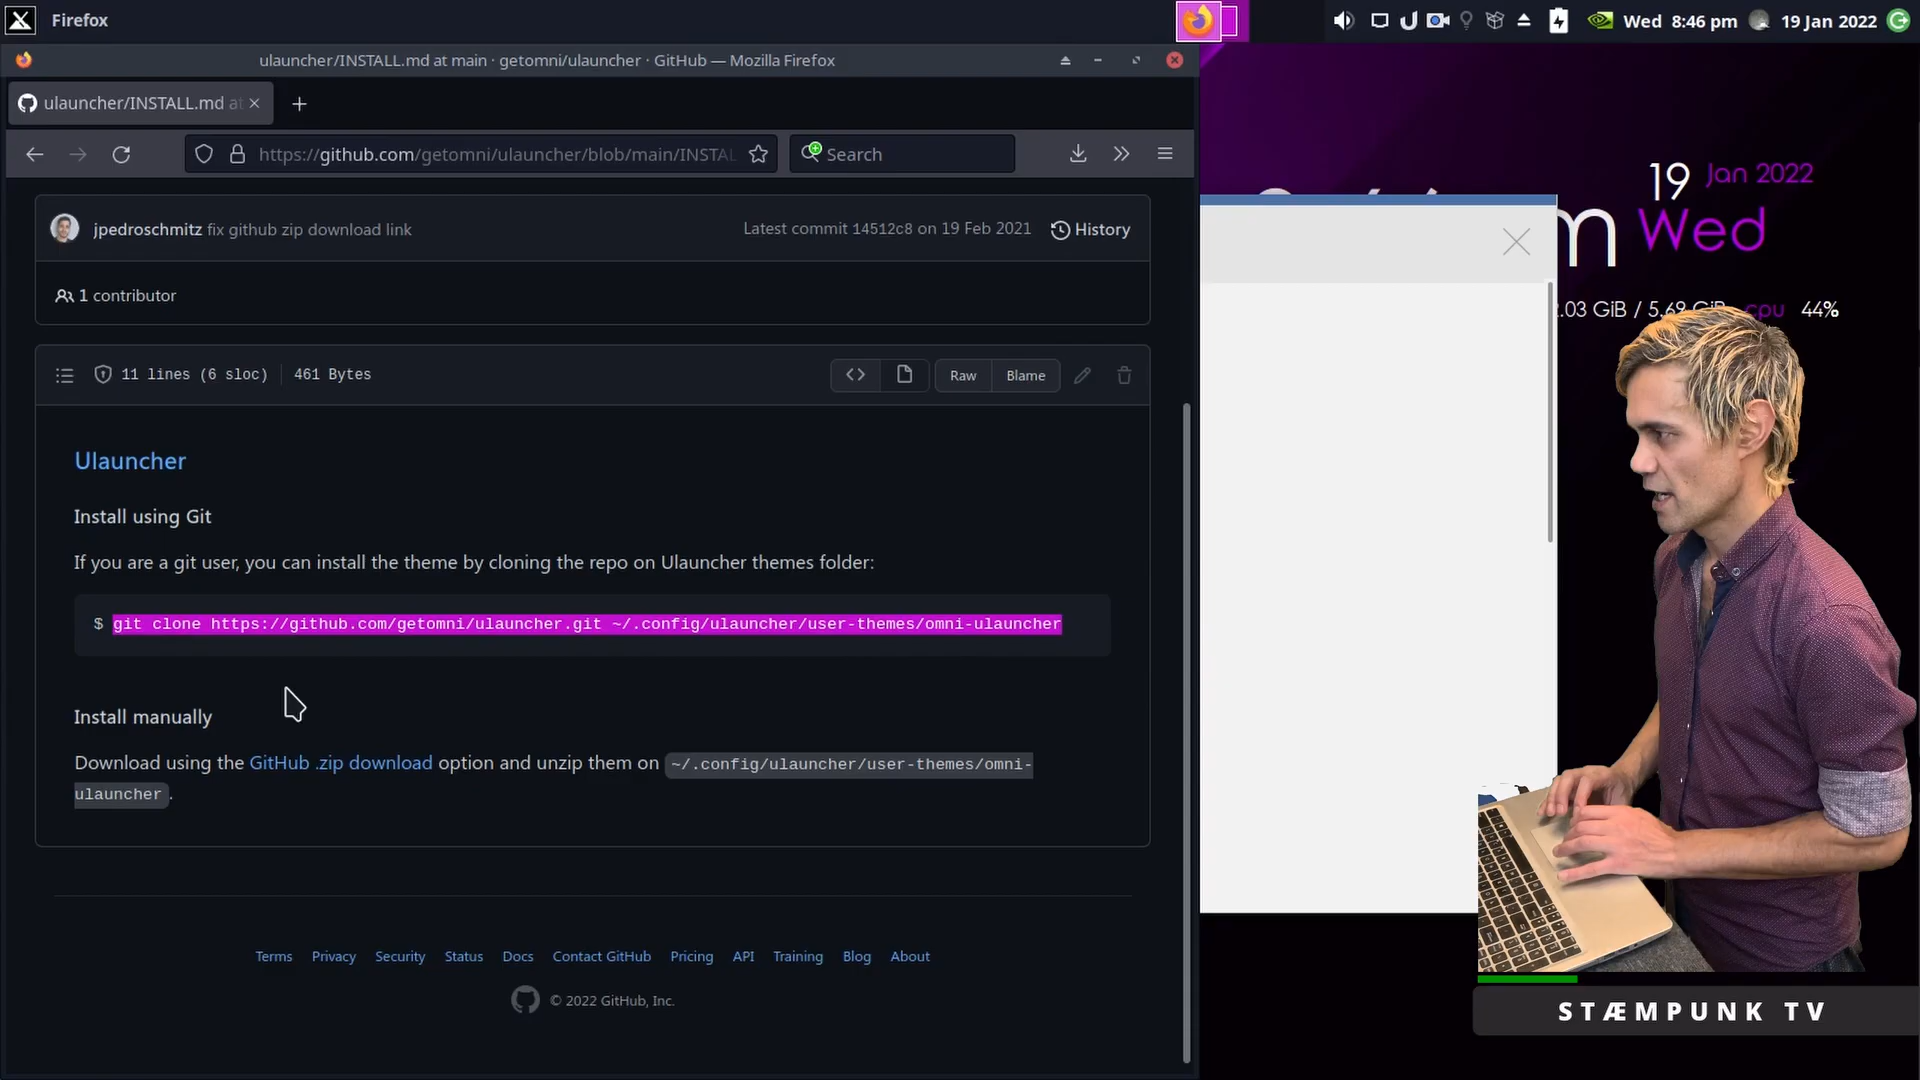 Firefox
Wed 8:46 pm 19 Jan 2022
ulauncher/INSTALL.md at main · getomni/ulauncher · GitHub — Mozilla Firefox
ulauncher/INSTALL.md at
https://github.com/getomni/ulauncher/blob/main/INSTAL
Search
19 Jan 2022
Wed
m
.03 GiB / 5.69 GiB cpu 44%
jpedroschmitz fix github zip download link
Latest commit 14512c8 on 19 Feb 2021
History
1 contributor
11 lines (6 sloc) 461 Bytes
Raw
Blame
Ulauncher
Install using Git
If you are a git user, you can install the theme by cloning the repo on Ulauncher themes folder:
$ git clone https://github.com/getomni/ulauncher.git ~/.config/ulauncher/user-themes/omni-ulauncher
Install manually
Download using the GitHub .zip download option and unzip them on ~/.config/ulauncher/user-themes/omni-
ulauncher .
Terms Privacy Security Status Docs Contact GitHub Pricing API Training Blog About
© 2022 GitHub, Inc.
STÆMPUNK TV